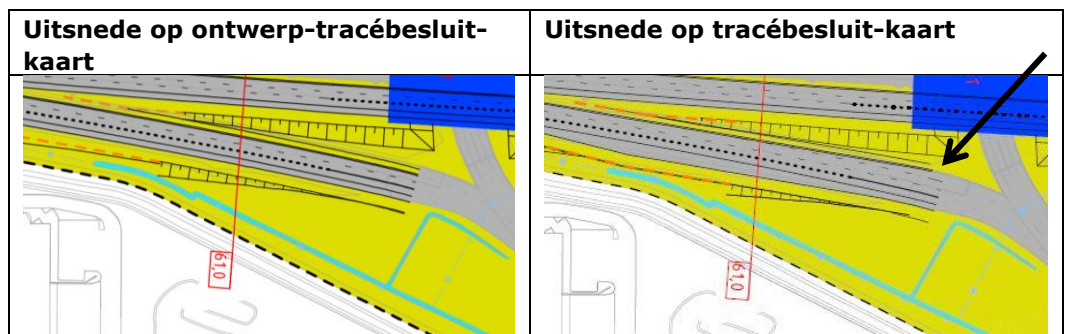 Uitsnede op ontwerp-tracébesluit-
kaart
Uitsnede op tracébesluit-kaart
61,0
61,0